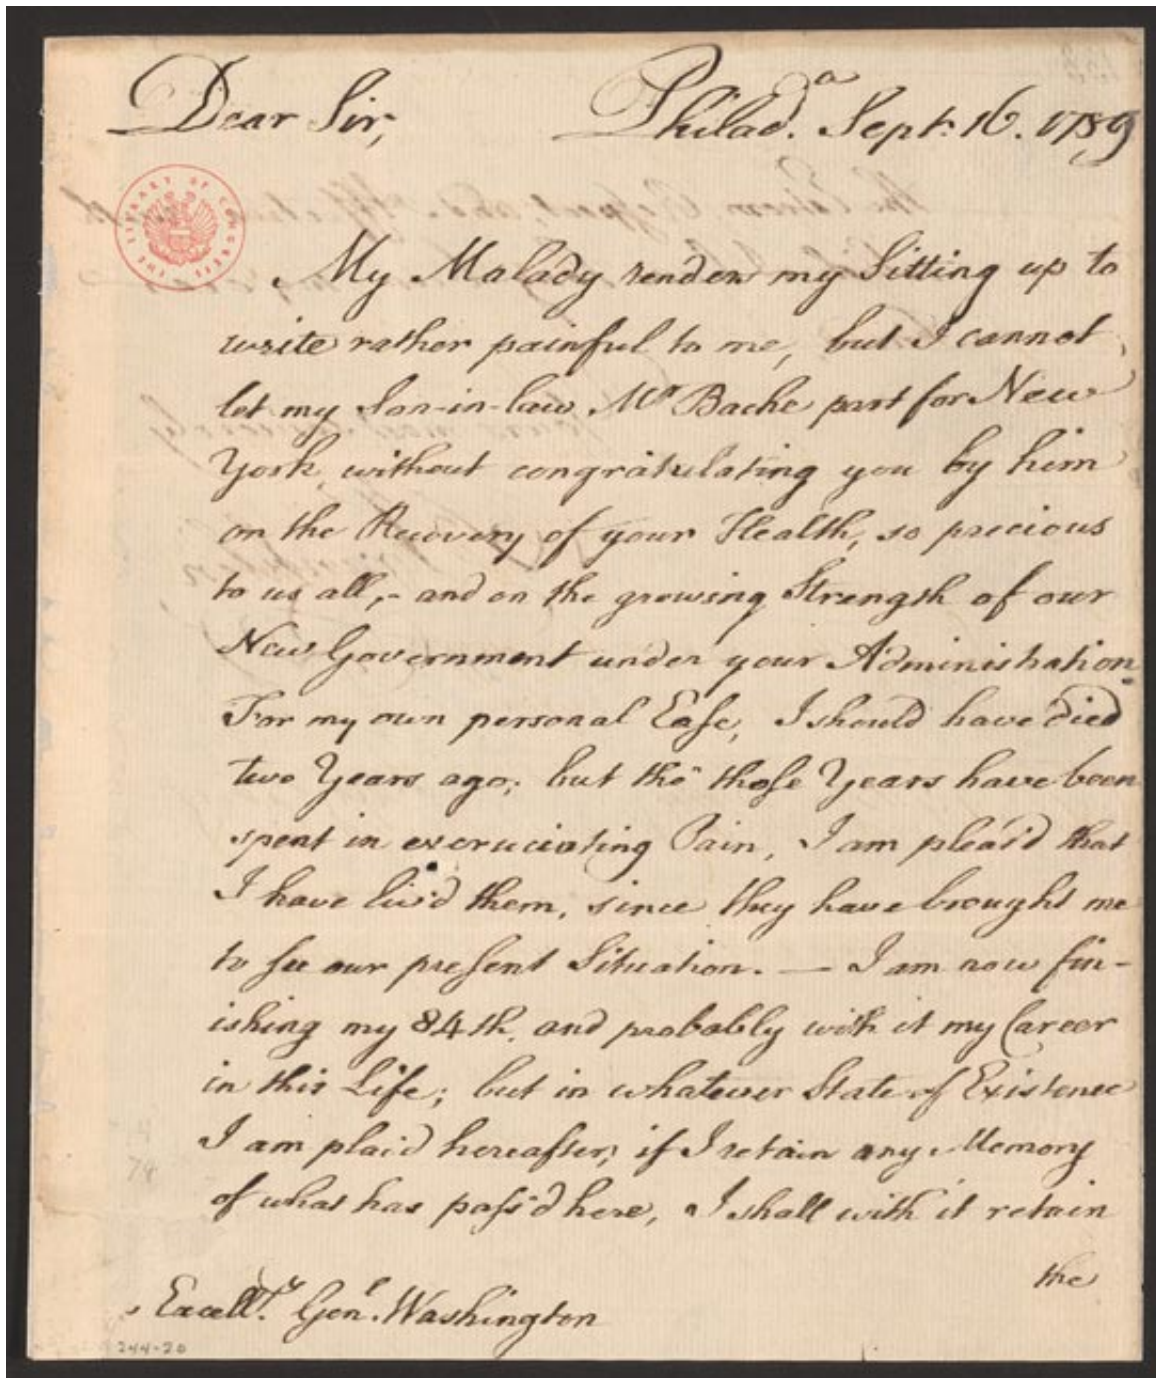 Dear Sir,
Philad.ᵃ Sept. 16. 1789
THE LIBRARY OF CONGRESS
My Malady renders my Sitting up to
write rather painful to me, but I cannot
let my Son-in-law Mʳ Bache part for New
York, without congratulating you by him
on the Recovery of your Health, so precious
to us all,- and on the growing Strength of our
New Government under your Administration.
For my own personal Eaſe, I should have died
two Years ago; but tho' thoſe Years have been
spent in excruciating Pain, I am pleas'd that
I have liv'd them, since they have brought me
to ſee our preſent Situation. — I am now fin-
ishing my 84th. and probably with it my Career
in this Life; but in whatever State of Existence
I am plac'd hereafter, if I retain any Memory
of what has paſs'd here, I shall with it retain
the
Excellʸ. Genˡ. Washington
244-20